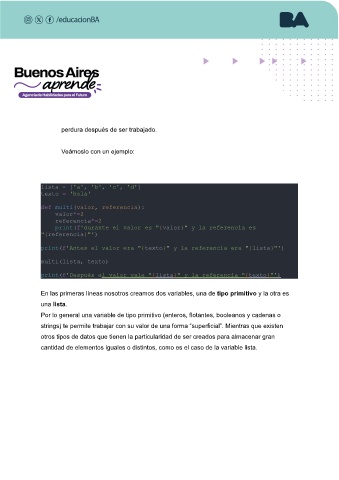 /educacionBA
BA
Buenos Aires
aprende
Agencia de Habilidades para el Futuro
perdura después de ser trabajado.
Veámoslo con un ejemplo:
lista = ['a', 'b', 'c', 'd']
texto = 'hola'
def multi(valor, referencia):
valor*=2
referencia*=2
print(f'durante el valor es "{valor}" y la referencia es
"{referencia}"')
print(f'Antes el valor era "{texto}" y la referencia era "{lista}"')
multi(lista, texto)
print(f'Después el valor vale "{lista}" y la referencia "{texto}"')
En las primeras líneas nosotros creamos dos variables, una de tipo primitivo y la otra es
una lista.
Por lo general una variable de tipo primitivo (enteros, flotantes, booleanos y cadenas o
strings) te permite trabajar con su valor de una forma “superficial”. Mientras que existen
otros tipos de datos que tienen la particularidad de ser creados para almacenar gran
cantidad de elementos iguales o distintos, como es el caso de la variable lista.